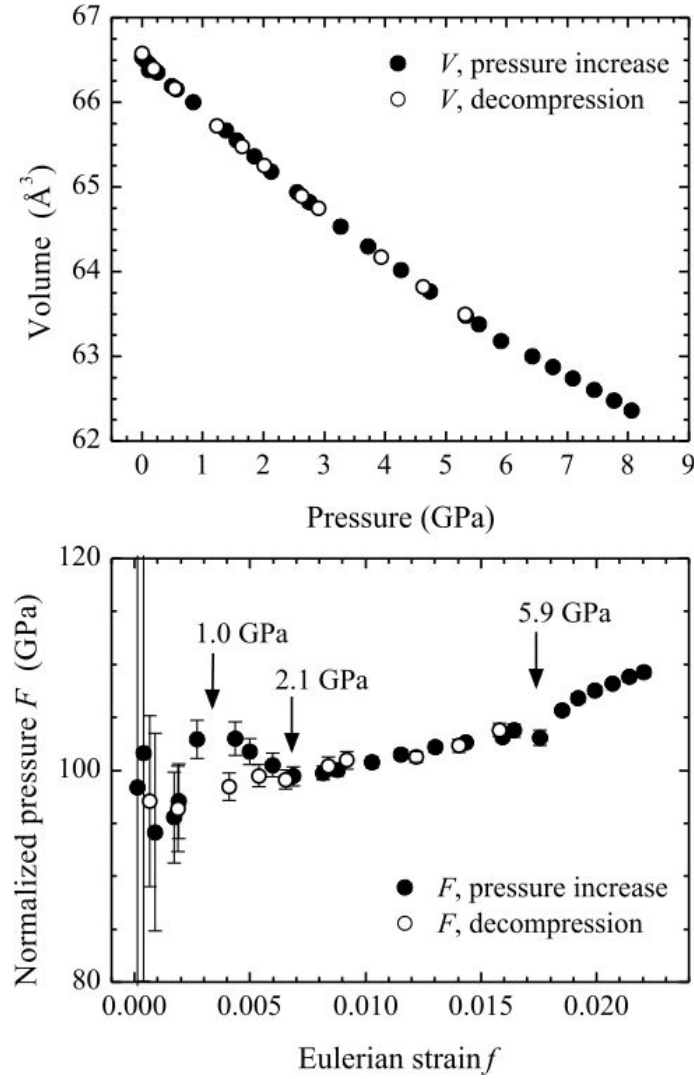 67
66
65
64
63
62
Volume (Å³)
V, pressure increase
V, decompression
0 1 2 3 4 5 6 7 8 9
Pressure (GPa)
120
100
80
Normalized pressure F (GPa)
1.0 GPa
2.1 GPa
5.9 GPa
F, pressure increase
F, decompression
0.000 0.005 0.010 0.015 0.020
Eulerian strain f